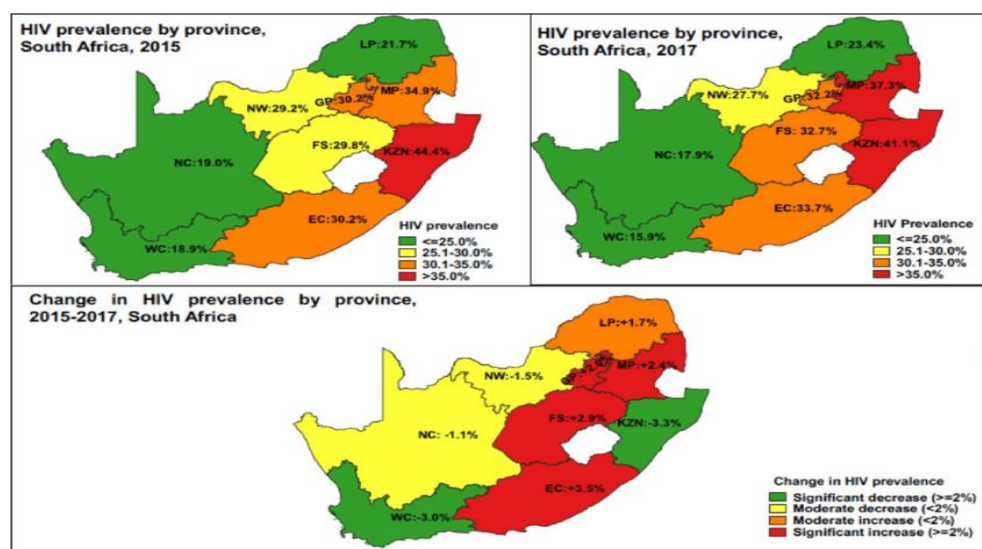 HIV prevalence by province,
South Africa, 2015
LP:21.7%
MP:34.9%
GP:30.2%
NW:29.2%
FS:29.8%
KZN:44.4%
NC:19.0%
EC:30.2%
WC:18.9%
HIV prevalence
<=25.0%
25.1-30.0%
30.1-35.0%
>35.0%
HIV prevalence by province,
South Africa, 2017
LP:23.4%
MP:37.3%
NW:27.7%
GP:32.2%
FS: 32.7%
KZN:41.1%
NC:17.9%
EC:33.7%
WC:15.9%
HIV Prevalence
<=25.0%
25.1-30.0%
30.1-35.0%
>35.0%
Change in HIV prevalence by province,
2015-2017, South Africa
LP:+1.7%
MP:+2.4%
NW:-1.5%
FS:+2.9%
KZN:-3.3%
NC: -1.1%
EC:+3.5%
WC:-3.0%
Change in HIV prevalence
Significant decrease (>=2%)
Moderate decrease (<2%)
Moderate increase (<2%)
Significant increase (>=2%)